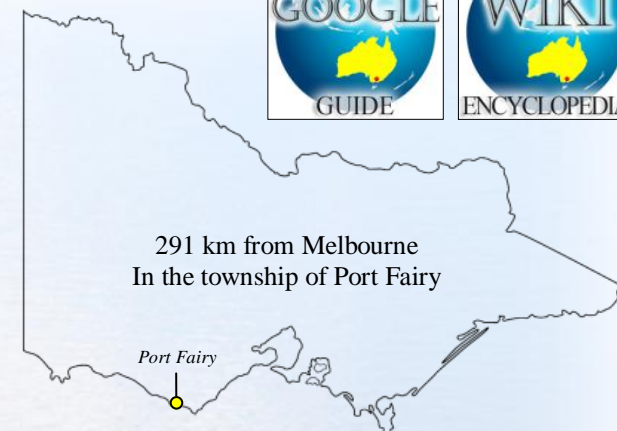 GOOGLE
GUIDE
WIKI
ENCYCLOPEDIA
291 km from Melbourne
In the township of Port Fairy
Port Fairy